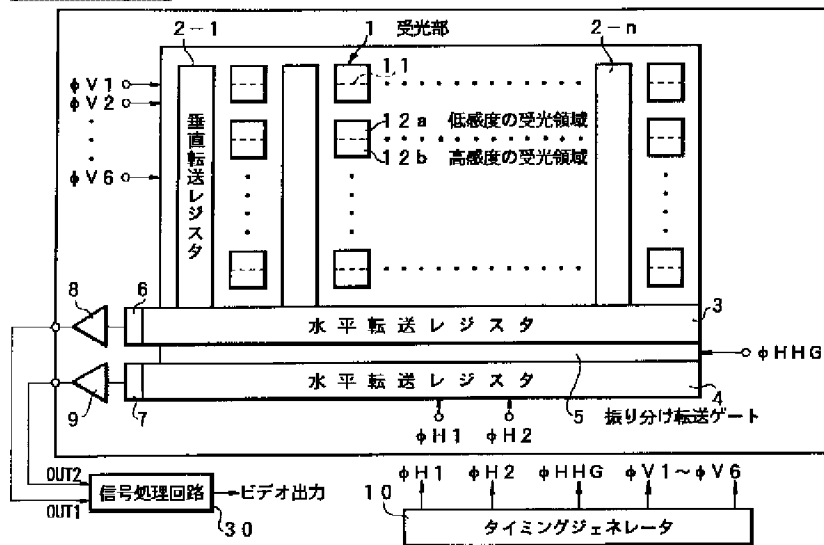 2-1
1 受光部
2-n
11
φV1
φV2
φV6
垂直転送レジスタ
12a 低感度の受光領域
12b 高感度の受光領域
8
6
水平転送レジスタ
3
φHHG
9
7
水平転送レジスタ
4
5 振り分け転送ゲート
φH1 φH2
OUT2
OUT1
信号処理回路
ビデオ出力
30
φH1 φH2 φHHG φV1~φV6
10
タイミングジェネレータ